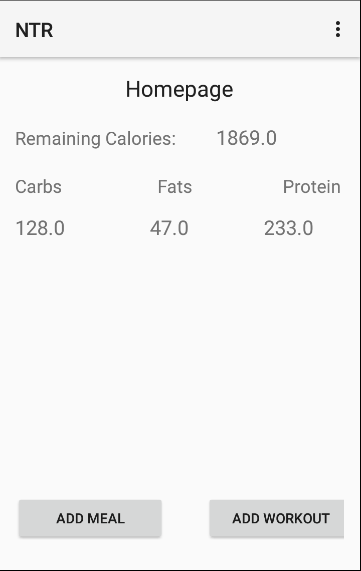 NTR
Homepage
Remaining Calories: 1869.0
Carbs Fats Protein
128.0 47.0 233.0
ADD MEAL ADD WORKOUT